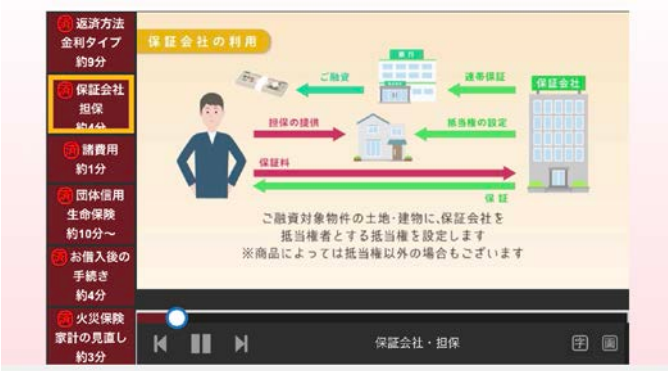 済 返済方法
金利タイプ
約9分
済 保証会社
担保
約4分
済 諸費用
約1分
済 団体信用
生命保険
約10分～
済 お借入後の
手続き
約4分
済 火災保険
家計の見直し
約3分
保証会社の利用
銀行
ご融資
連帯保証
保証会社
担保の提供
抵当権の設定
保証料
保証
ご融資対象物件の土地・建物に、保証会社を
抵当権者とする抵当権を設定します
※商品によっては抵当権以外の場合もございます
保証会社・担保
字
画